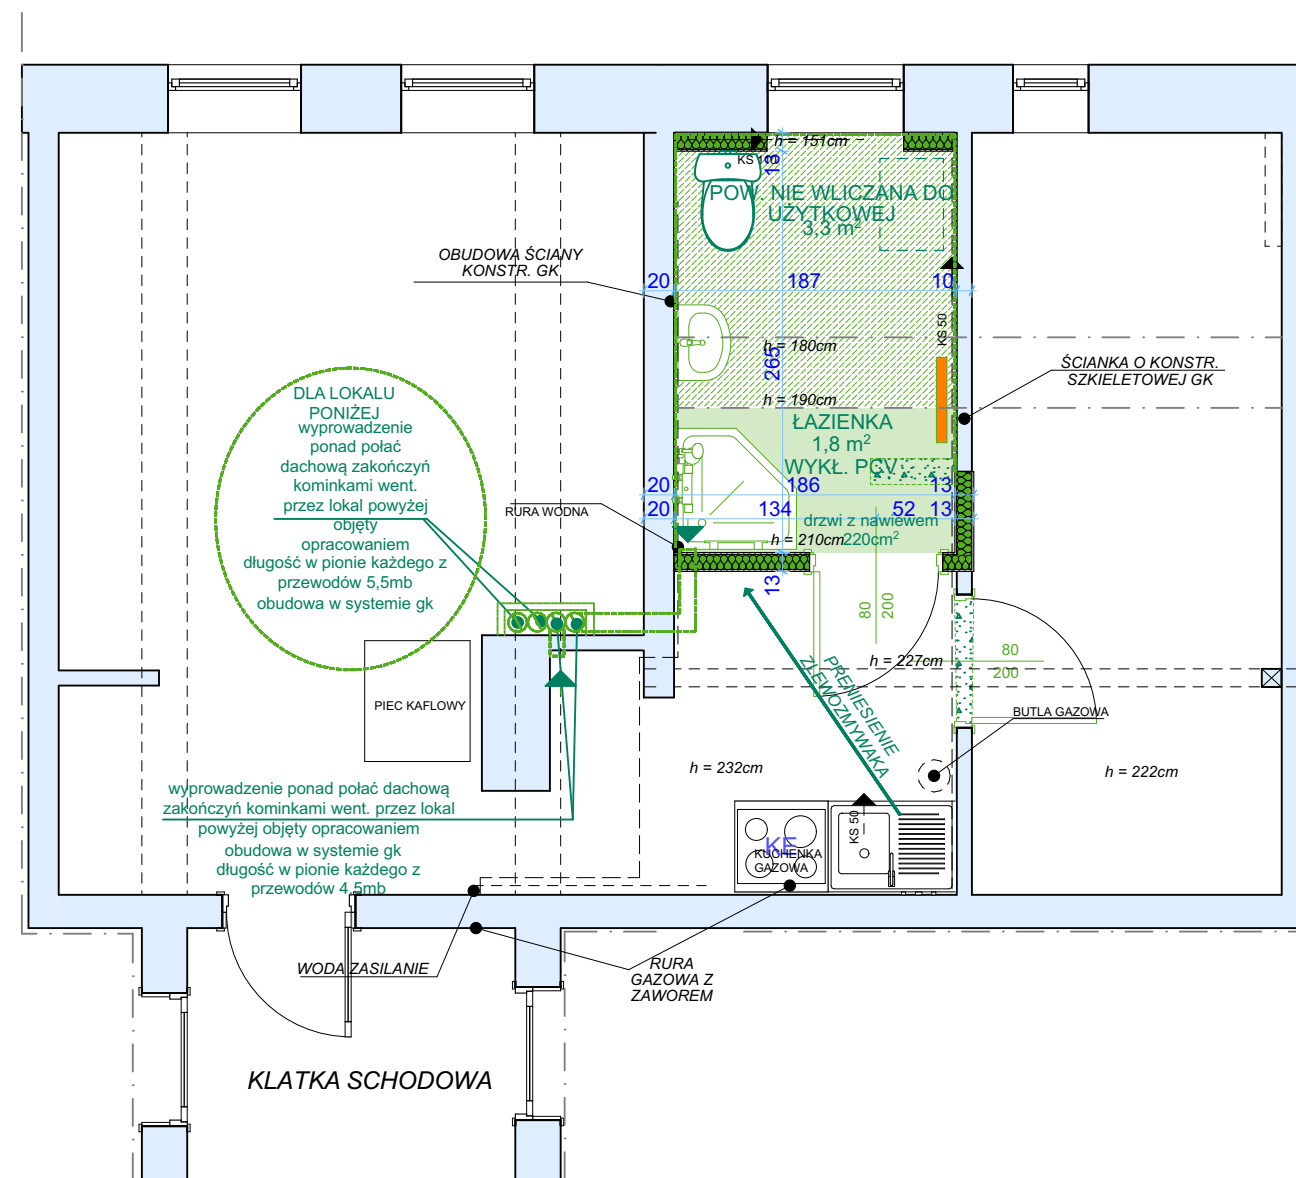 h = 151cm
KS 110
13
POW. NIE WLICZANA DO
UŻYTKOWEJ
3,3 m²
OBUDOWA ŚCIANY
KONSTR. GK
20
187
10
KS 50
h = 180cm
265
ŚCIANKA O KONSTR.
SZKIELETOWEJ GK
h = 190cm
DLA LOKALU
PONIŻEJ
wyprowadzenie
ponad połać
dachową zakończyń
kominkami went.
przez lokal powyżej
objęty
opracowaniem
długość w pionie każdego z
przewodów 5,5mb
obudowa w systemie gk
ŁAZIENKA
1,8 m²
WYKŁ. PCV
20
186
13
20
134
52
13
RURA WODNA
drzwi z nawiewem
220cm²
h = 210cm
13
80
200
80
200
h = 227cm
PRENIESIENIE
ZLEWOZMYWAKA
PIEC KAFLOWY
BUTLA GAZOWA
h = 232cm
h = 222cm
wyprowadzenie ponad połać dachową
zakończyń kominkami went. przez lokal
powyżej objęty opracowaniem
obudowa w systemie gk
długość w pionie każdego z
przewodów 4,5mb
KE
KUCHENKA
GAZOWA
KS 50
WODA ZASILANIE
RURA
GAZOWA Z
ZAWOREM
KLATKA SCHODOWA